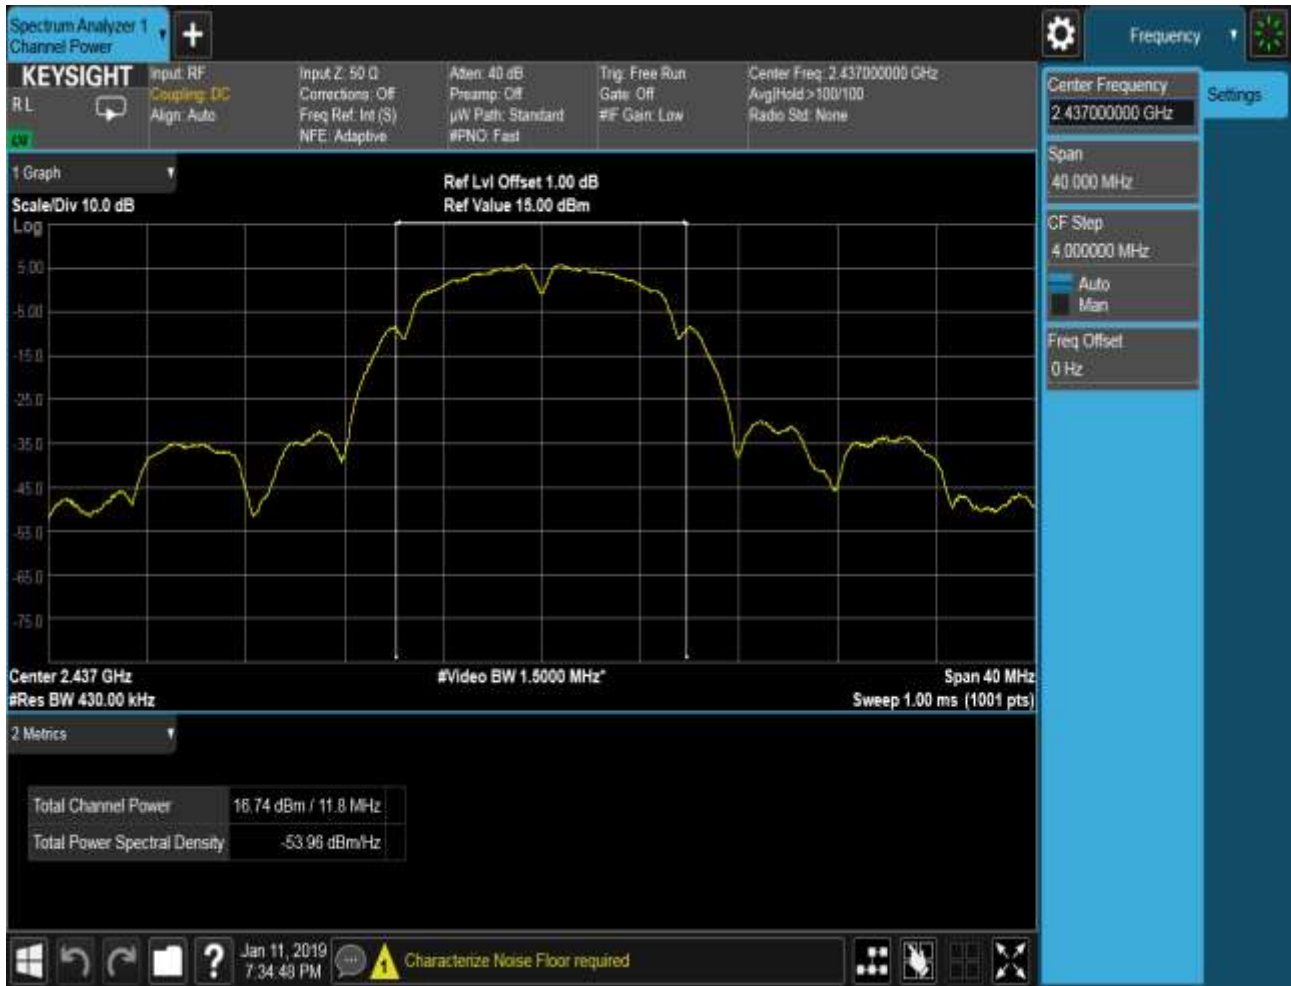 Spectrum Analyzer 1
Channel Power
Frequency
KEYSIGHT
R L
Input: RF
Coupling: DC
Align: Auto
Input Z: 50 Ω
Corrections: Off
Freq Ref: Int (S)
NFE: Adaptive
Atten: 40 dB
Preamp: Off
µW Path: Standard
#PNO: Fast
Trig: Free Run
Gate: Off
#IF Gain: Low
Center Freq: 2.437000000 GHz
Avg|Hold:>100/100
Radio Std: None
Center Frequency
2.437000000 GHz
Settings
Span
40.000 MHz
CF Step
4.000000 MHz
Auto
Man
Freq Offset
0 Hz
1 Graph
Scale/Div 10.0 dB
Ref Lvl Offset 1.00 dB
Ref Value 15.00 dBm
Log
5.00
-5.00
-15.0
-25.0
-35.0
-45.0
-55.0
-65.0
-75.0
Center 2.437 GHz
#Video BW 1.5000 MHz*
Span 40 MHz
#Res BW 430.00 kHz
Sweep 1.00 ms (1001 pts)
2 Metrics
Total Channel Power 16.74 dBm / 11.8 MHz
Total Power Spectral Density -53.96 dBm/Hz
?
Jan 11, 2019
7:34:48 PM
1
Characterize Noise Floor required